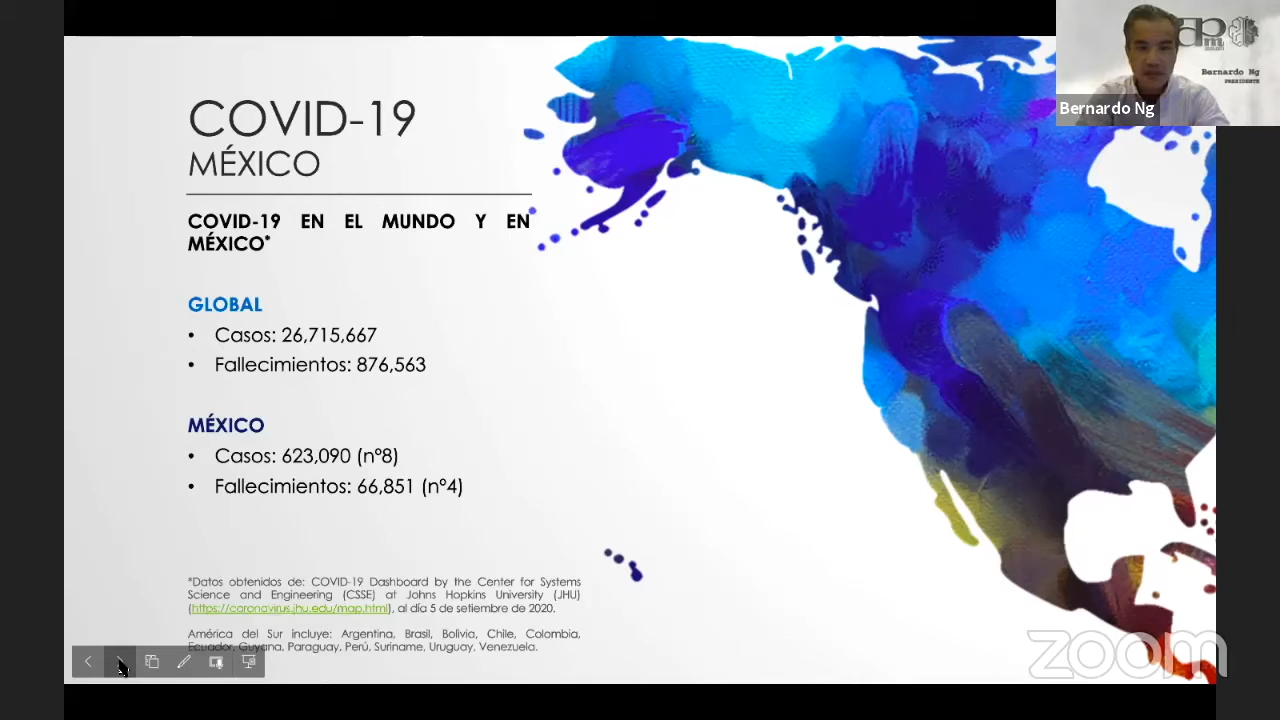 COVID-19
MÉXICO
COVID-19 EN EL MUNDO Y EN
MÉXICO*
GLOBAL
• Casos: 26,715,667
• Fallecimientos: 876,563
MÉXICO
• Casos: 623,090 (nº8)
• Fallecimientos: 66,851 (nº4)
*Datos obtenidos de: COVID-19 Dashboard by the Center for Systems
Science and Engineering (CSSE) at Johns Hopkins University (JHU)
(https://coronavirus.jhu.edu/map.html), al día 5 de setiembre de 2020.
América del Sur incluye: Argentina, Brasil, Bolivia, Chile, Colombia,
Ecuador, Guyana, Paraguay, Perú, Suriname, Uruguay, Venezuela.
Bernardo Ng
PRESIDENTE
Bernardo Ng
zoom